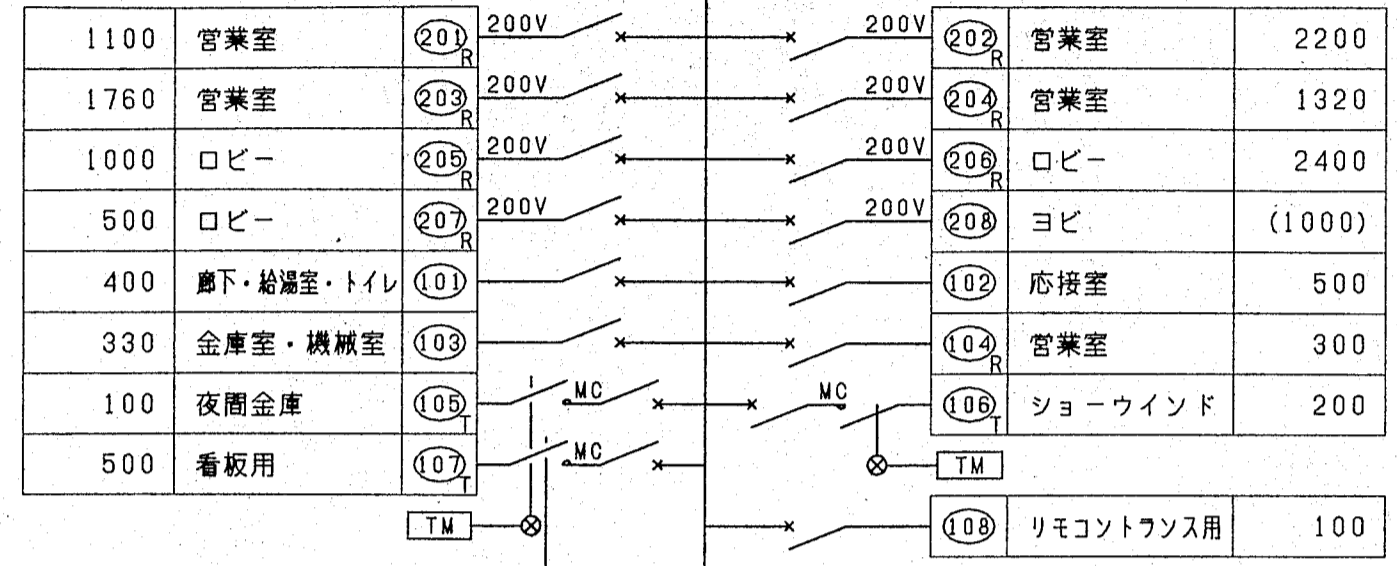 1100 営業室 201 R 200V 200V 202 R 営業室 2200
1760 営業室 203 R 200V 200V 204 R 営業室 1320
1000 ロビー 205 R 200V 200V 206 R ロビー 2400
500 ロビー 207 R 200V 200V 208 ヨビ (1000)
400 廊下・給湯室・トイレ 101 102 応接室 500
330 金庫室・機械室 103 104 R 営業室 300
100 夜間金庫 105 T MC MC 106 T ショーウインド 200
500 看板用 107 T MC TM
TM 108 リモコントランス用 100